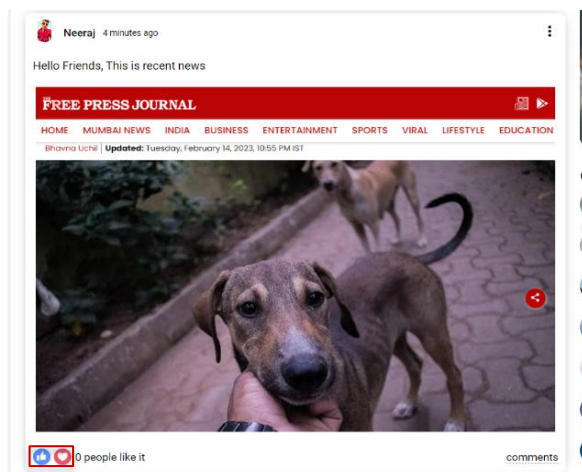 Neeraj 4 minutes ago
Hello Friends, This is recent news
THE FREE PRESS JOURNAL
HOME MUMBAI NEWS INDIA BUSINESS ENTERTAINMENT SPORTS VIRAL LIFESTYLE EDUCATION
Bhavna Uchil | Updated: Tuesday, February 14, 2023, 10:55 PM IST
0 people like it comments